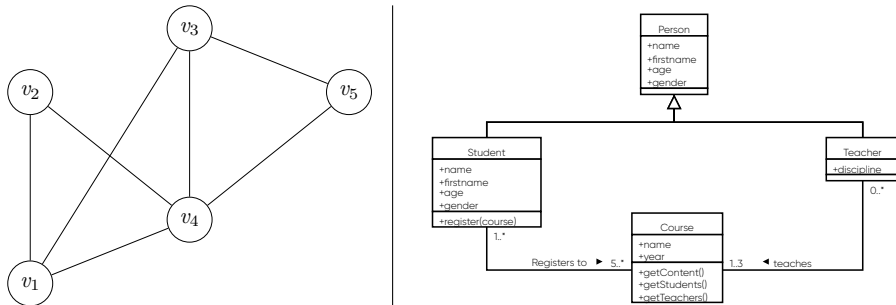 v3
v2
v5
v4
v1
Person
+name
+firstname
+age
+gender
Student
+name
+firstname
+age
+gender
+register(course)
1..*
Teacher
+discipline
0..*
Registers to ► 5..*
Course
+name
+year
+getContent()
+getStudents()
+getTeachers()
1..3 ◄ teaches